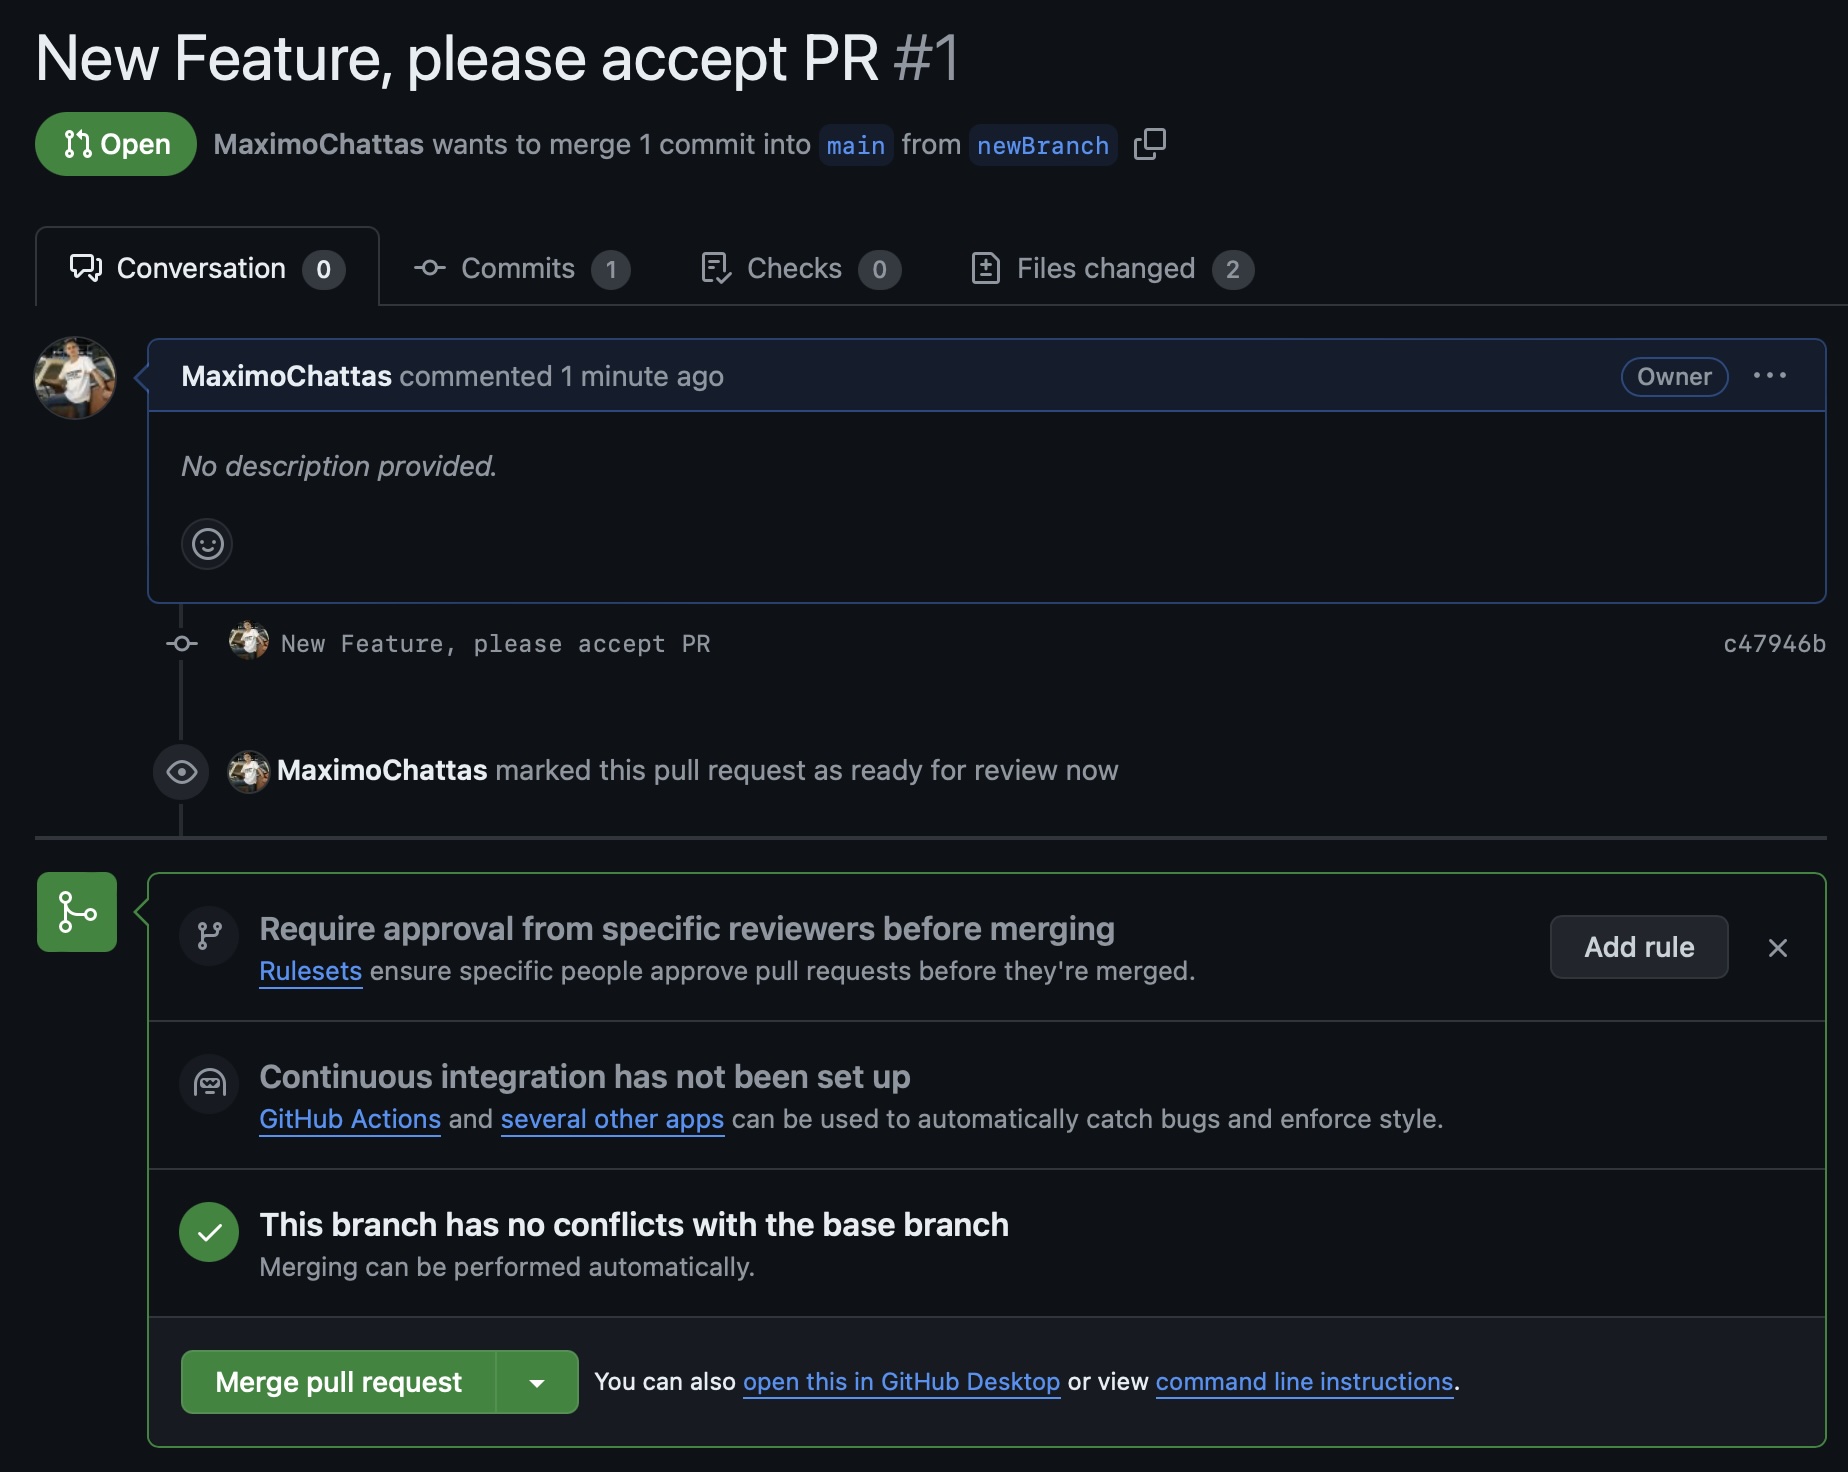 New Feature, please accept PR #1
Open MaximoChattas wants to merge 1 commit into main from newBranch
Conversation 0 Commits 1 Checks 0 Files changed 2
MaximoChattas commented 1 minute ago Owner
No description provided.
New Feature, please accept PR c47946b
MaximoChattas marked this pull request as ready for review now
Require approval from specific reviewers before merging
Rulesets ensure specific people approve pull requests before they're merged.
Add rule
Continuous integration has not been set up
GitHub Actions and several other apps can be used to automatically catch bugs and enforce style.
This branch has no conflicts with the base branch
Merging can be performed automatically.
Merge pull request You can also open this in GitHub Desktop or view command line instructions.